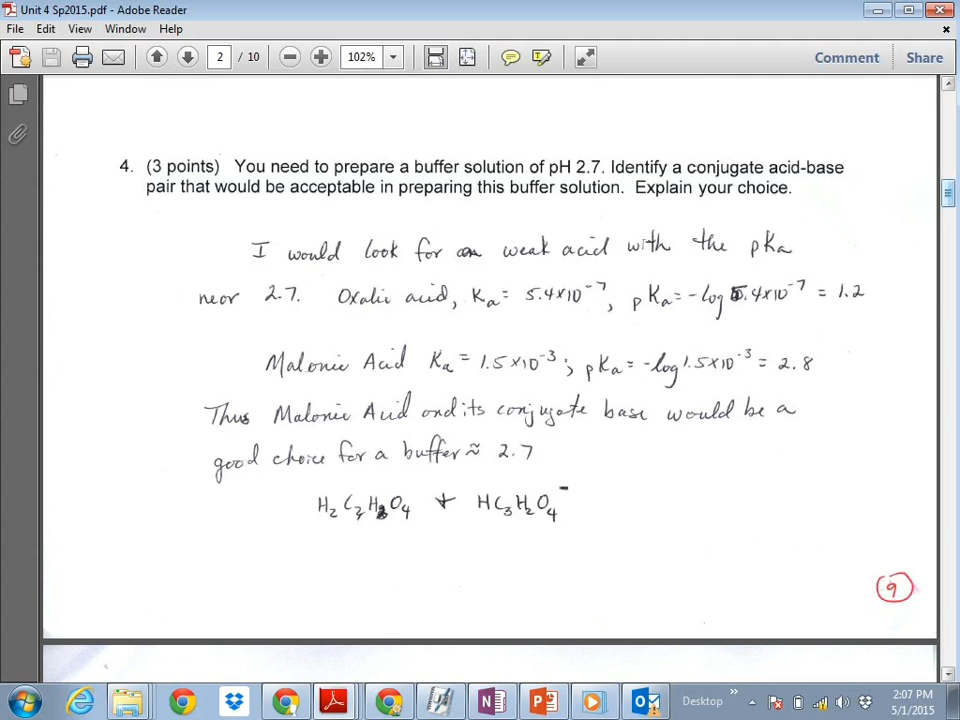 Unit 4 Sp2015.pdf - Adobe Reader
File Edit View Window Help
2 / 10 102% Comment Share
4. (3 points) You need to prepare a buffer solution of pH 2.7. Identify a conjugate acid-base
pair that would be acceptable in preparing this buffer solution. Explain your choice.
I would look for a weak acid with the pKa
near 2.7. Oxalic acid, Ka = 5.4x10⁻⁷, pKa = -log 5.4x10⁻⁷ = 1.2
Malonic Acid Ka = 1.5x10⁻³; pKa = -log 1.5x10⁻³ = 2.8
Thus Malonic Acid and its conjugate base would be a
good choice for a buffer ≈ 2.7
H₂C₃H₂O₄ + HC₃H₂O₄⁻
9
Desktop
2:07 PM
5/1/2015